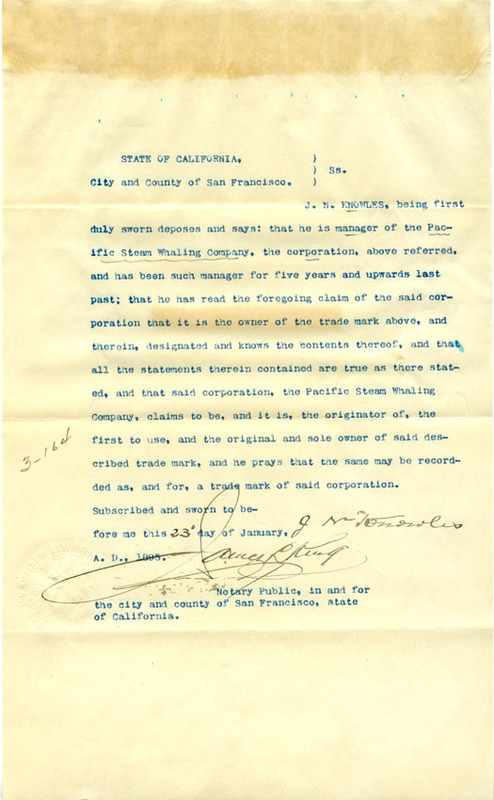 STATE OF CALIFORNIA, )
) Ss.
City and County of San Francisco. )
J. N. KNOWLES, being first
duly sworn deposes and says: that he is manager of the Pac-
ific Steam Whaling Company, the corporation, above referred,
and has been such manager for five years and upwards last
past; that he has read the foregoing claim of the said cor-
poration that it is the owner of the trade mark above, and
therein, designated and knows the contents thereof, and that
all the statements therein contained are true as there stat-
ed, and that said corporation, the Pacific Steam Whaling
Company, claims to be, and it is, the originator of, the
first to use, and the original and sole owner of said des-
cribed trade mark, and he prays that the same may be record-
ded as, and for, a trade mark of said corporation.
3-164
Subscribed and sworn to be-
fore me this 23d day of January, J N Knowles
A. D., 1895. James L. King
Notary Public, in and for
the city and county of San Francisco, state
of California.